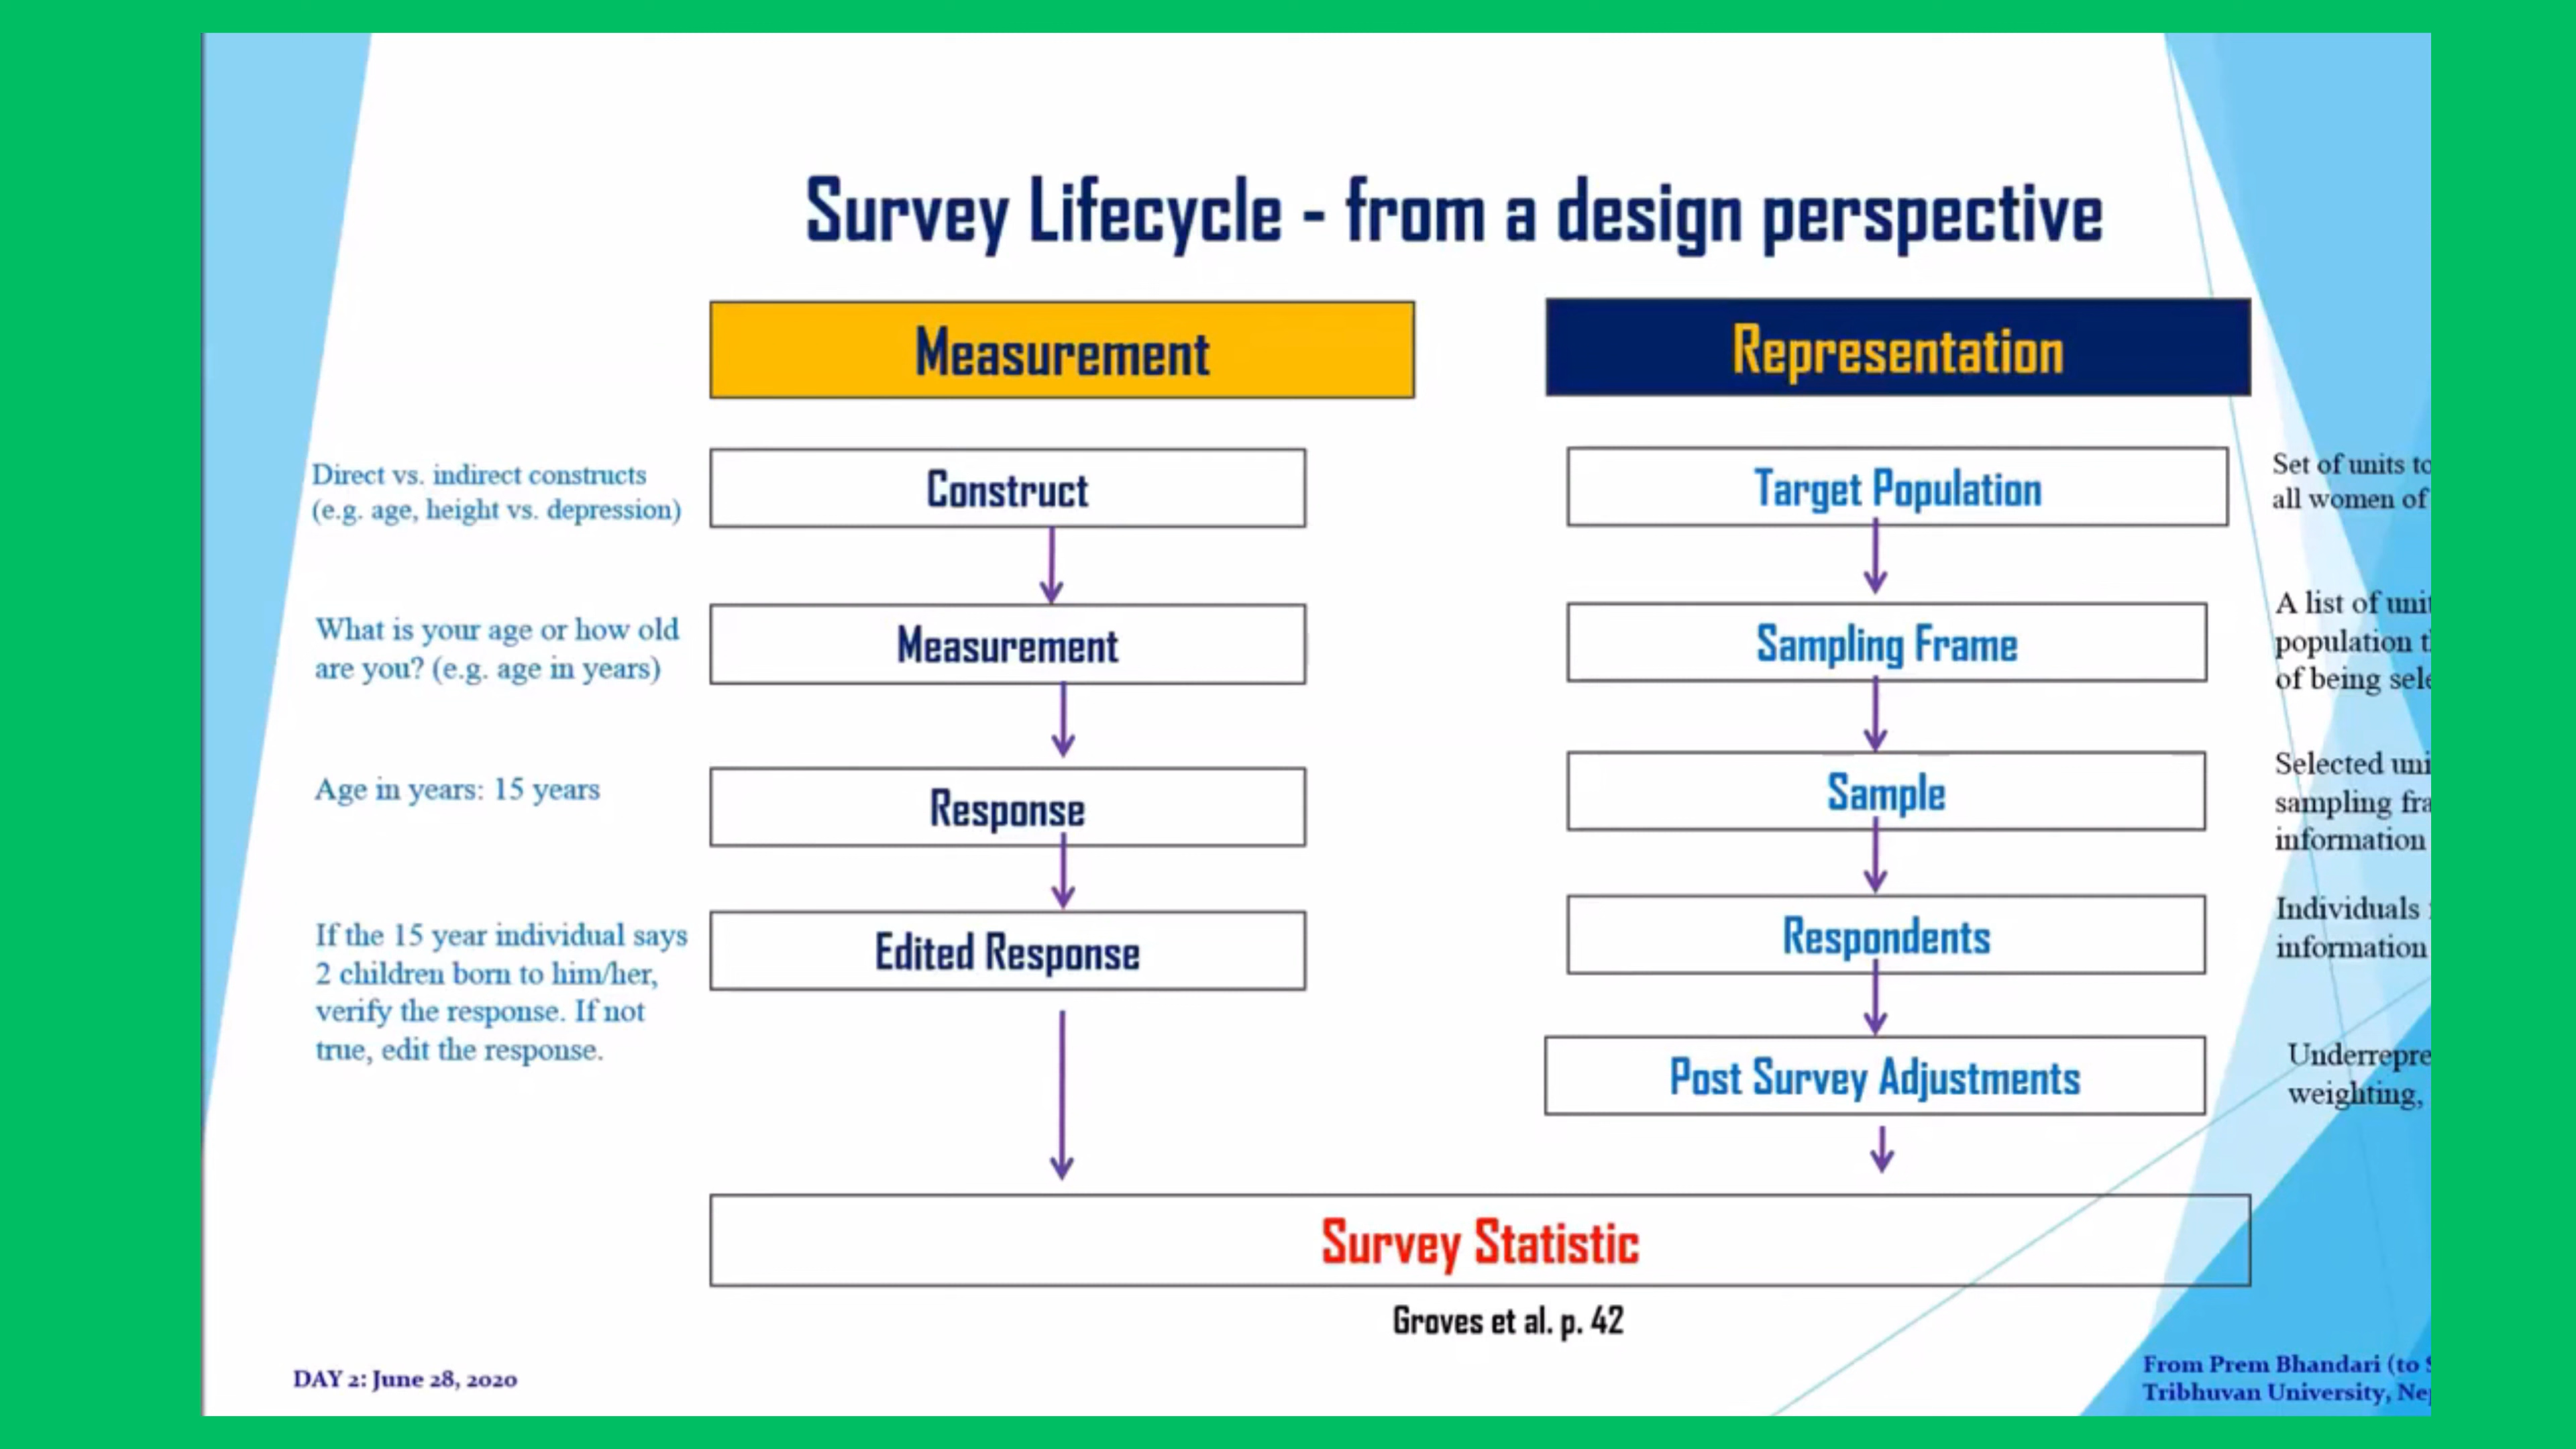 Survey Lifecycle - from a design perspective
Measurement
Representation
Direct vs. indirect constructs
(e.g. age, height vs. depression)
Construct
Target Population
Set of units to
all women of
What is your age or how old
are you? (e.g. age in years)
Measurement
Sampling Frame
A list of
population
of being
Age in years: 15 years
Response
Sample
Selected
sampling
information
If the 15 year individual says
2 children born to him/her,
verify the response. If not
true, edit the response.
Edited Response
Respondents
Individuals
information
Post Survey Adjustments
weighting,
Survey Statistic
Groves et al. p. 42
DAY 2: June 28, 2020
From Prem Bhandari (to
Tribhuvan University,